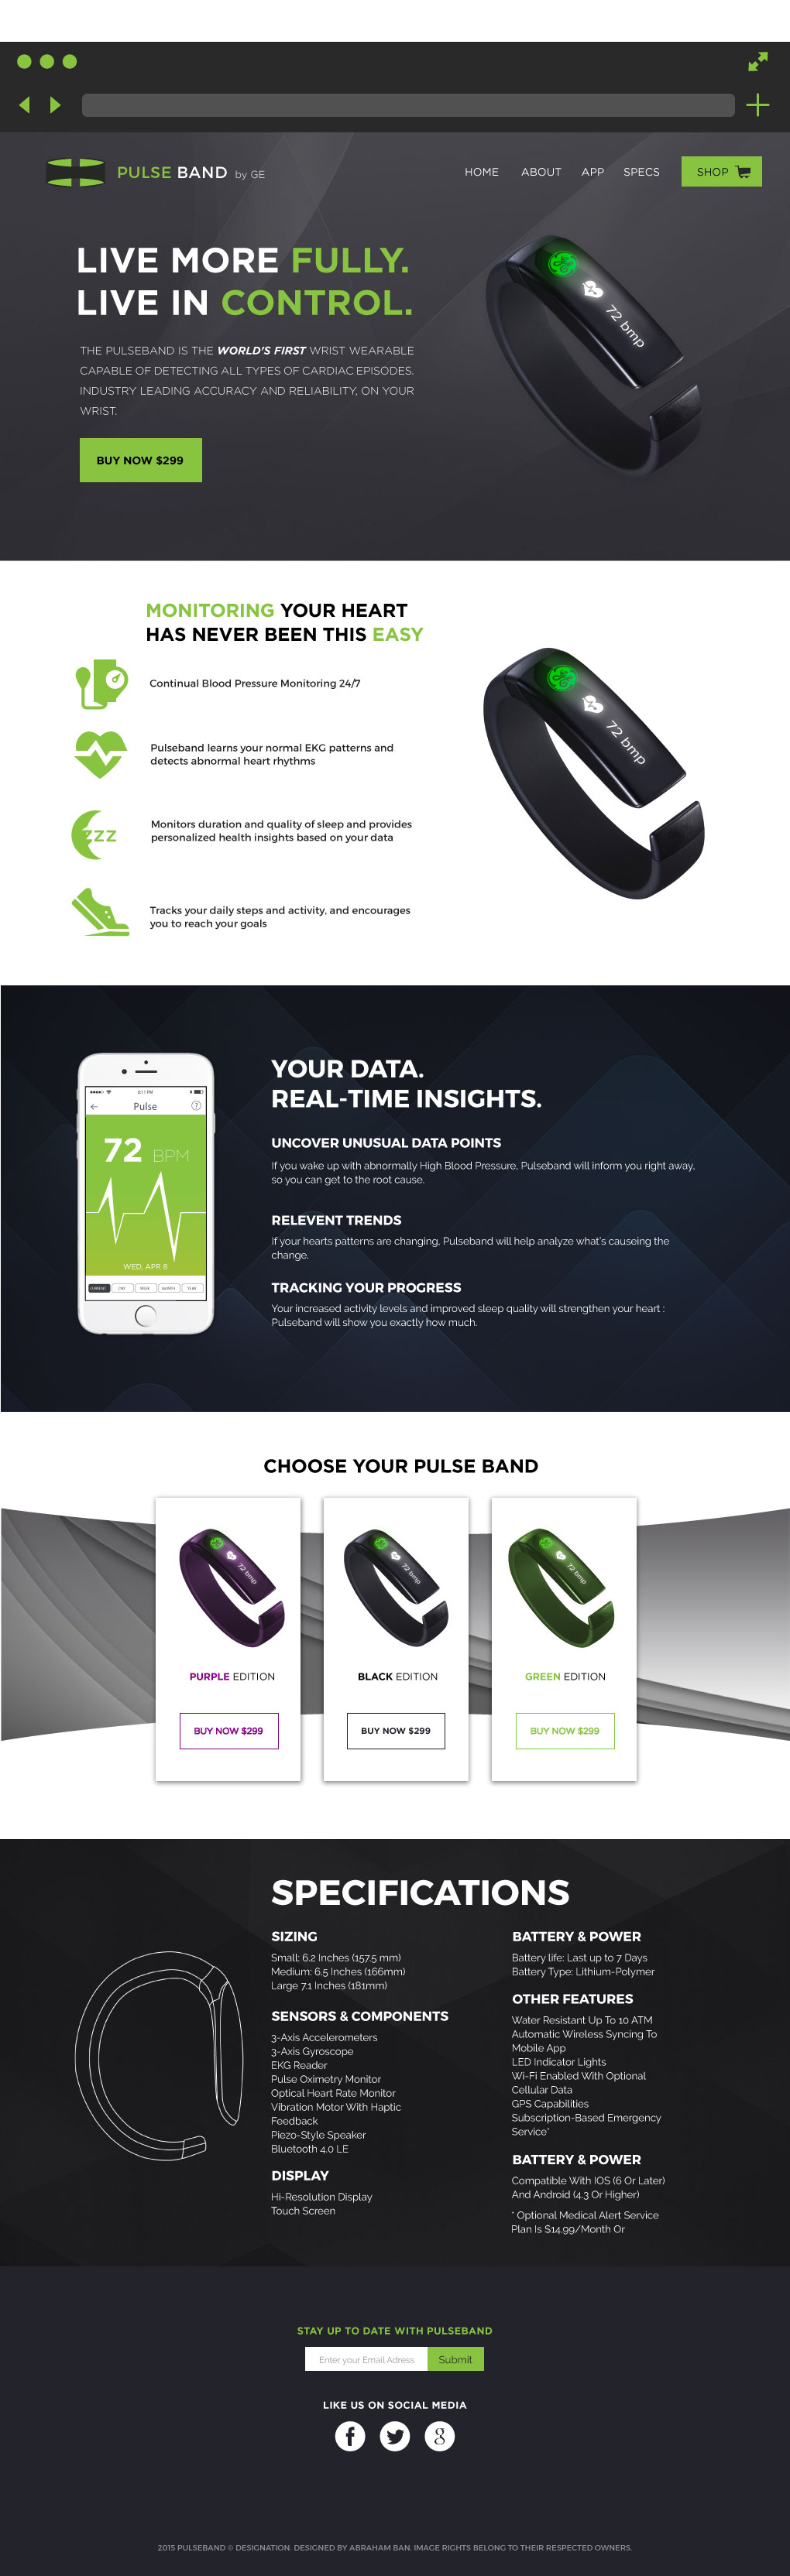 PULSE BAND by GE
HOME ABOUT APP SPECS SHOP
LIVE MORE FULLY.
LIVE IN CONTROL.
THE PULSEBAND IS THE WORLD'S FIRST WRIST WEARABLE
CAPABLE OF DETECTING ALL TYPES OF CARDIAC EPISODES.
INDUSTRY LEADING ACCURACY AND RELIABILITY, ON YOUR
WRIST.
BUY NOW $299
72 bmp
MONITORING YOUR HEART
HAS NEVER BEEN THIS EASY
Continual Blood Pressure Monitoring 24/7
Pulseband learns your normal EKG patterns and
detects abnormal heart rhythms
zzz
Monitors duration and quality of sleep and provides
personalized health insights based on your data
Tracks your daily steps and activity, and encourages
you to reach your goals
72 bmp
Pulse ?
72 BPM
WED, APR 8
CURRENT DAY WEEK MONTH YEAR
YOUR DATA.
REAL-TIME INSIGHTS.
UNCOVER UNUSUAL DATA POINTS
If you wake up with abnormally High Blood Pressure, Pulseband will inform you right away,
so you can get to the root cause.
RELEVENT TRENDS
If your hearts patterns are changing, Pulseband will help analyze what's causeing the
change.
TRACKING YOUR PROGRESS
Your increased activity levels and improved sleep quality will strengthen your heart :
Pulseband will show you exactly how much.
CHOOSE YOUR PULSE BAND
72 bmp
PURPLE EDITION
BUY NOW $299
72 bmp
BLACK EDITION
BUY NOW $299
72 bmp
GREEN EDITION
BUY NOW $299
SPECIFICATIONS
SIZING
Small: 6.2 Inches (157.5 mm)
Medium: 6.5 Inches (166mm)
Large 7.1 Inches (181mm)
SENSORS & COMPONENTS
3-Axis Accelerometers
3-Axis Gyroscope
EKG Reader
Pulse Oximetry Monitor
Optical Heart Rate Monitor
Vibration Motor With Haptic
Feedback
Piezo-Style Speaker
Bluetooth 4.0 LE
DISPLAY
Hi-Resolution Display
Touch Screen
BATTERY & POWER
Battery life: Last up to 7 Days
Battery Type: Lithium-Polymer
OTHER FEATURES
Water Resistant Up To 10 ATM
Automatic Wireless Syncing To
Mobile App
LED Indicator Lights
Wi-Fi Enabled With Optional
Cellular Data
GPS Capabilities
Subscription-Based Emergency
Service*
BATTERY & POWER
Compatible With IOS (6 Or Later)
And Android (4.3 Or Higher)
* Optional Medical Alert Service
Plan Is $14.99/Month Or
STAY UP TO DATE WITH PULSEBAND
Enter your Email Adress Submit
LIKE US ON SOCIAL MEDIA
2015 PULSEBAND © DESIGNATION. DESIGNED BY ABRAHAM BAN. IMAGE RIGHTS BELONG TO THEIR RESPECTED OWNERS.